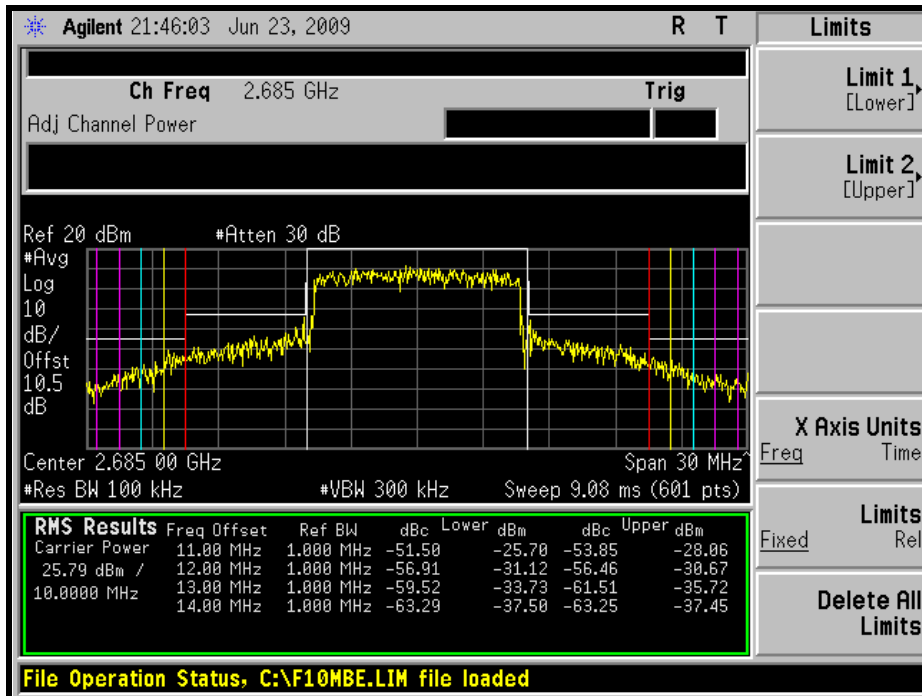 Agilent 21:46:03 Jun 23, 2009 R T
Ch Freq 2.685 GHz Trig
Adj Channel Power
Ref 20 dBm #Atten 30 dB
#Avg
Log
10
dB/
Offst
10.5
dB
Center 2.685 00 GHz Span 30 MHz^
#Res BW 100 kHz #VBW 300 kHz Sweep 9.08 ms (601 pts)
RMS Results Freq Offset Ref BW dBc Lower dBm dBc Upper dBm
Carrier Power 11.00 MHz 1.000 MHz -51.50 -25.70 -53.85 -28.06
25.79 dBm / 12.00 MHz 1.000 MHz -56.91 -31.12 -56.46 -30.67
10.0000 MHz 13.00 MHz 1.000 MHz -59.52 -33.73 -61.51 -35.72
14.00 MHz 1.000 MHz -63.29 -37.50 -63.25 -37.45
File Operation Status, C:\F10MBE.LIM file loaded
Limits
Limit 1
[Lower]
Limit 2
[Upper]
X Axis Units
Freq Time
Limits
Fixed Rel
Delete All
Limits